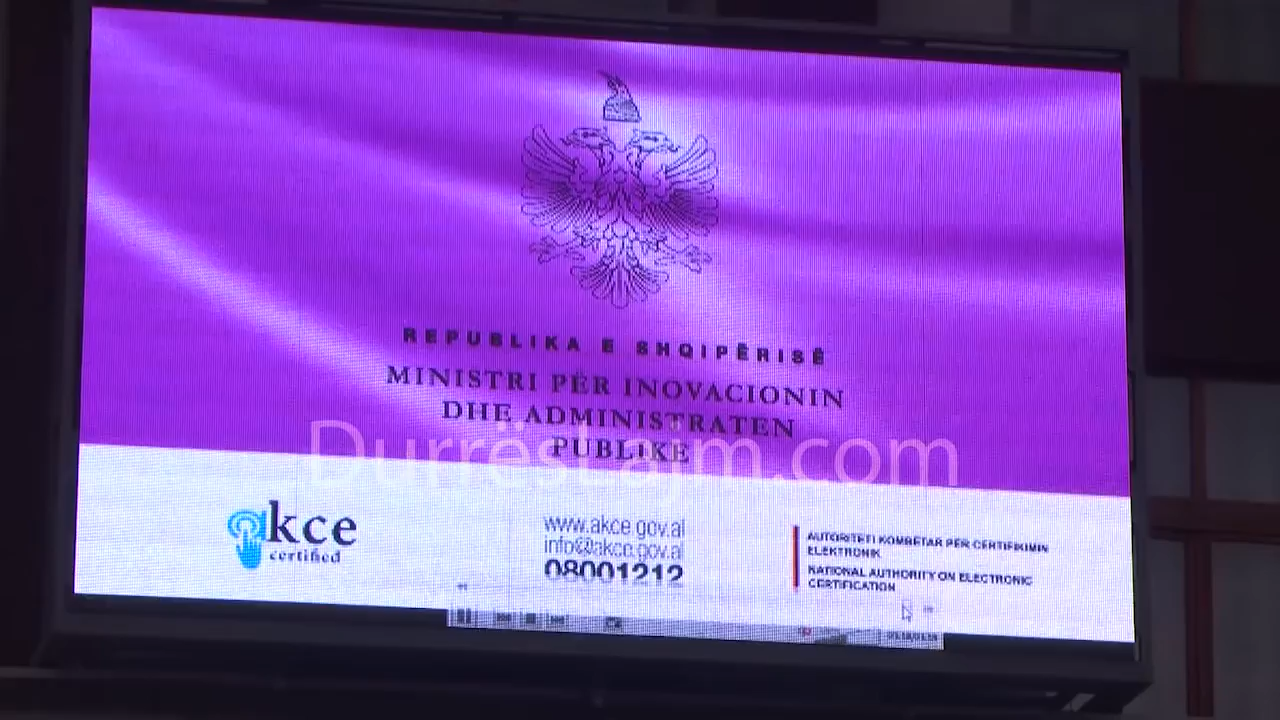 REPUBLIKA E SHQIPËRISË
MINISTRI PËR INOVACIONIN
DHE ADMINISTRATEN
PUBLIKE
DurrësLajm.com
akce
certified
www.akce.gov.al
info@akce.gov.al
08001212
AUTORITETI KOMBETAR PËR CERTIFIKIMIN
ELEKTRONIK
NATIONAL AUTHORITY ON ELECTRONIC
CERTIFICATION